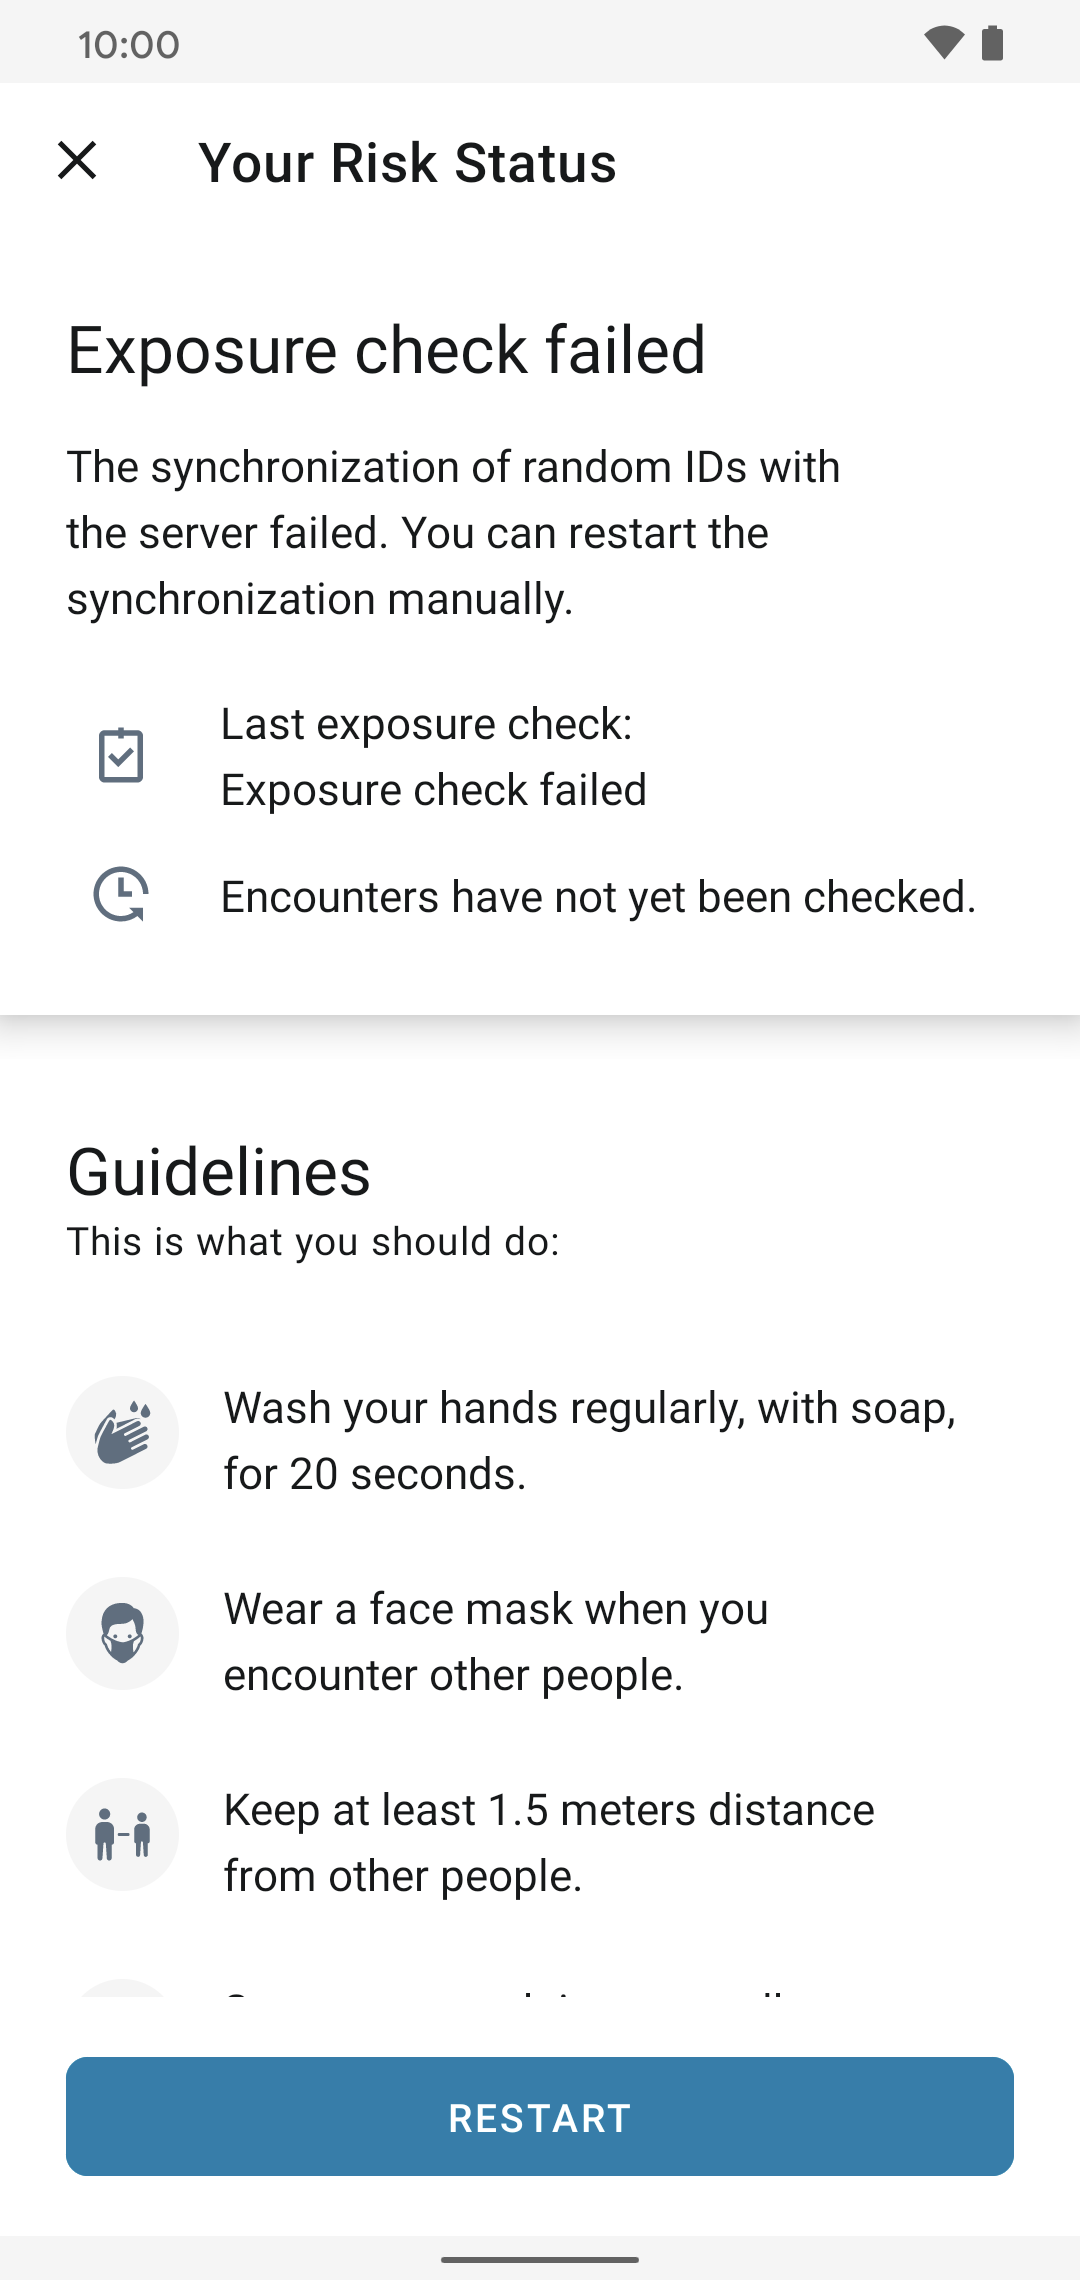 10:00
Your Risk Status
Exposure check failed
The synchronization of random IDs with
the server failed. You can restart the
synchronization manually.
Last exposure check:
Exposure check failed
Encounters have not yet been checked.
Guidelines
This is what you should do:
Wash your hands regularly, with soap,
for 20 seconds.
Wear a face mask when you
encounter other people.
Keep at least 1.5 meters distance
from other people.
RESTART